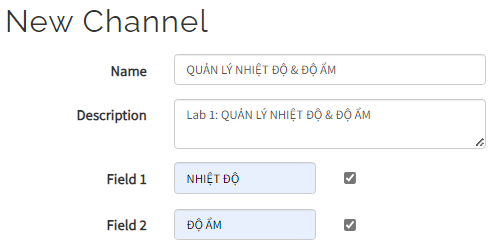 New Channel
Name
QUẢN LÝ NHIỆT ĐỘ & ĐỘ ẨM
Description
Lab 1: QUẢN LÝ NHIỆT ĐỘ & ĐỘ ẨM
Field 1
NHIỆT ĐỘ
Field 2
ĐỘ ẨM